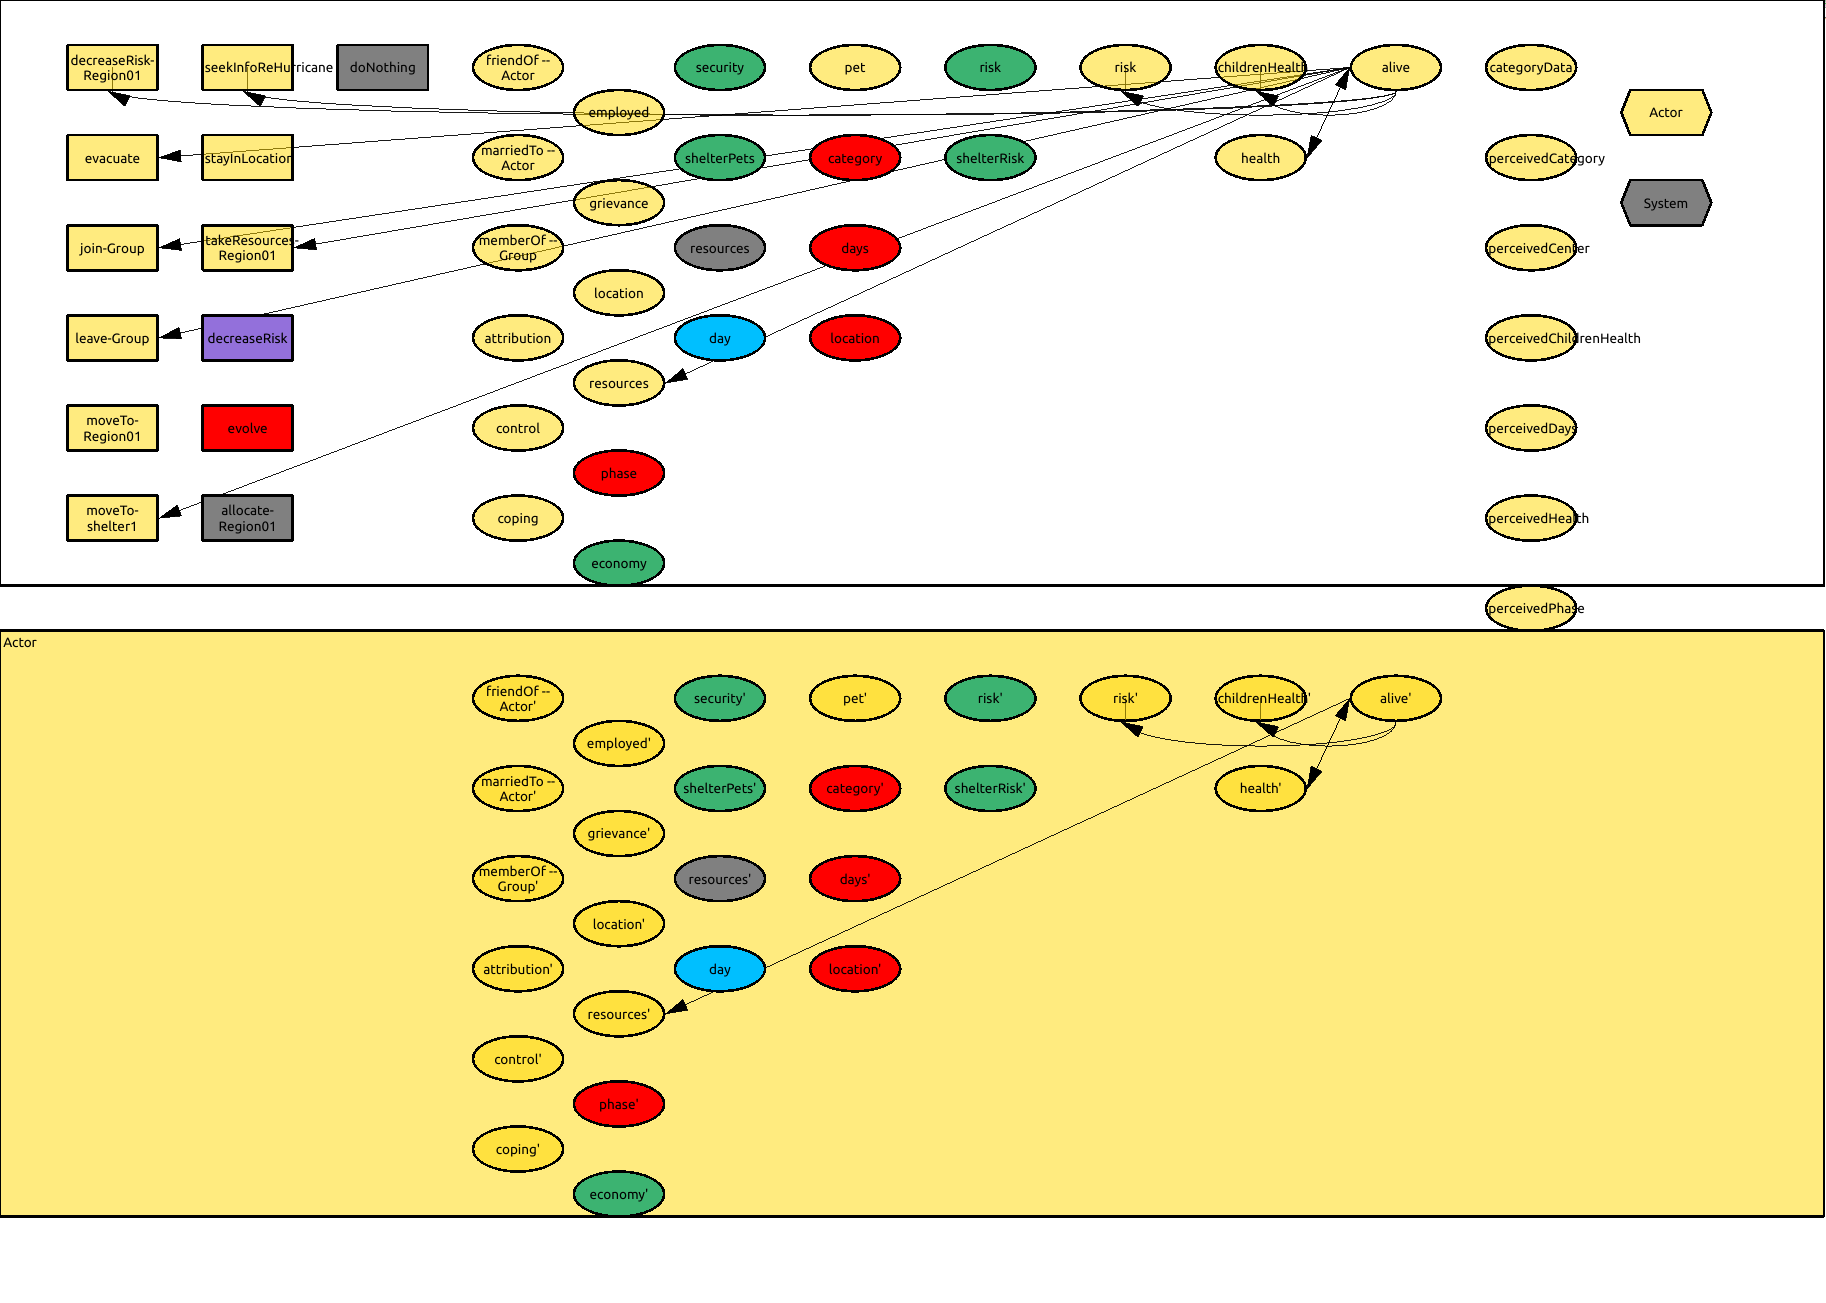 decreaseRisk-
Region01
seekInfoReHurricane
doNothing
friendOf --
Actor
security
pet
risk
risk
childrenHealth
alive
categoryData
employed
Actor
evacuate
stayInLocation
marriedTo --
Actor
shelterPets
category
shelterRisk
health
perceivedCategory
grievance
System
join-Group
takeResources-
Region01
memberOf --
Group
resources
days
perceivedCenter
location
leave-Group
decreaseRisk
attribution
day
location
perceivedChildrenHealth
resources
moveTo-
Region01
evolve
control
perceivedDays
phase
moveTo-
shelter1
allocate-
Region01
coping
perceivedHealth
economy
perceivedPhase
Actor
friendOf --
Actor'
security'
pet'
risk'
risk'
childrenHealth'
alive'
employed'
marriedTo --
Actor'
shelterPets'
category'
shelterRisk'
health'
grievance'
memberOf --
Group'
resources'
days'
location'
attribution'
day
location'
resources'
control'
phase'
coping'
economy'